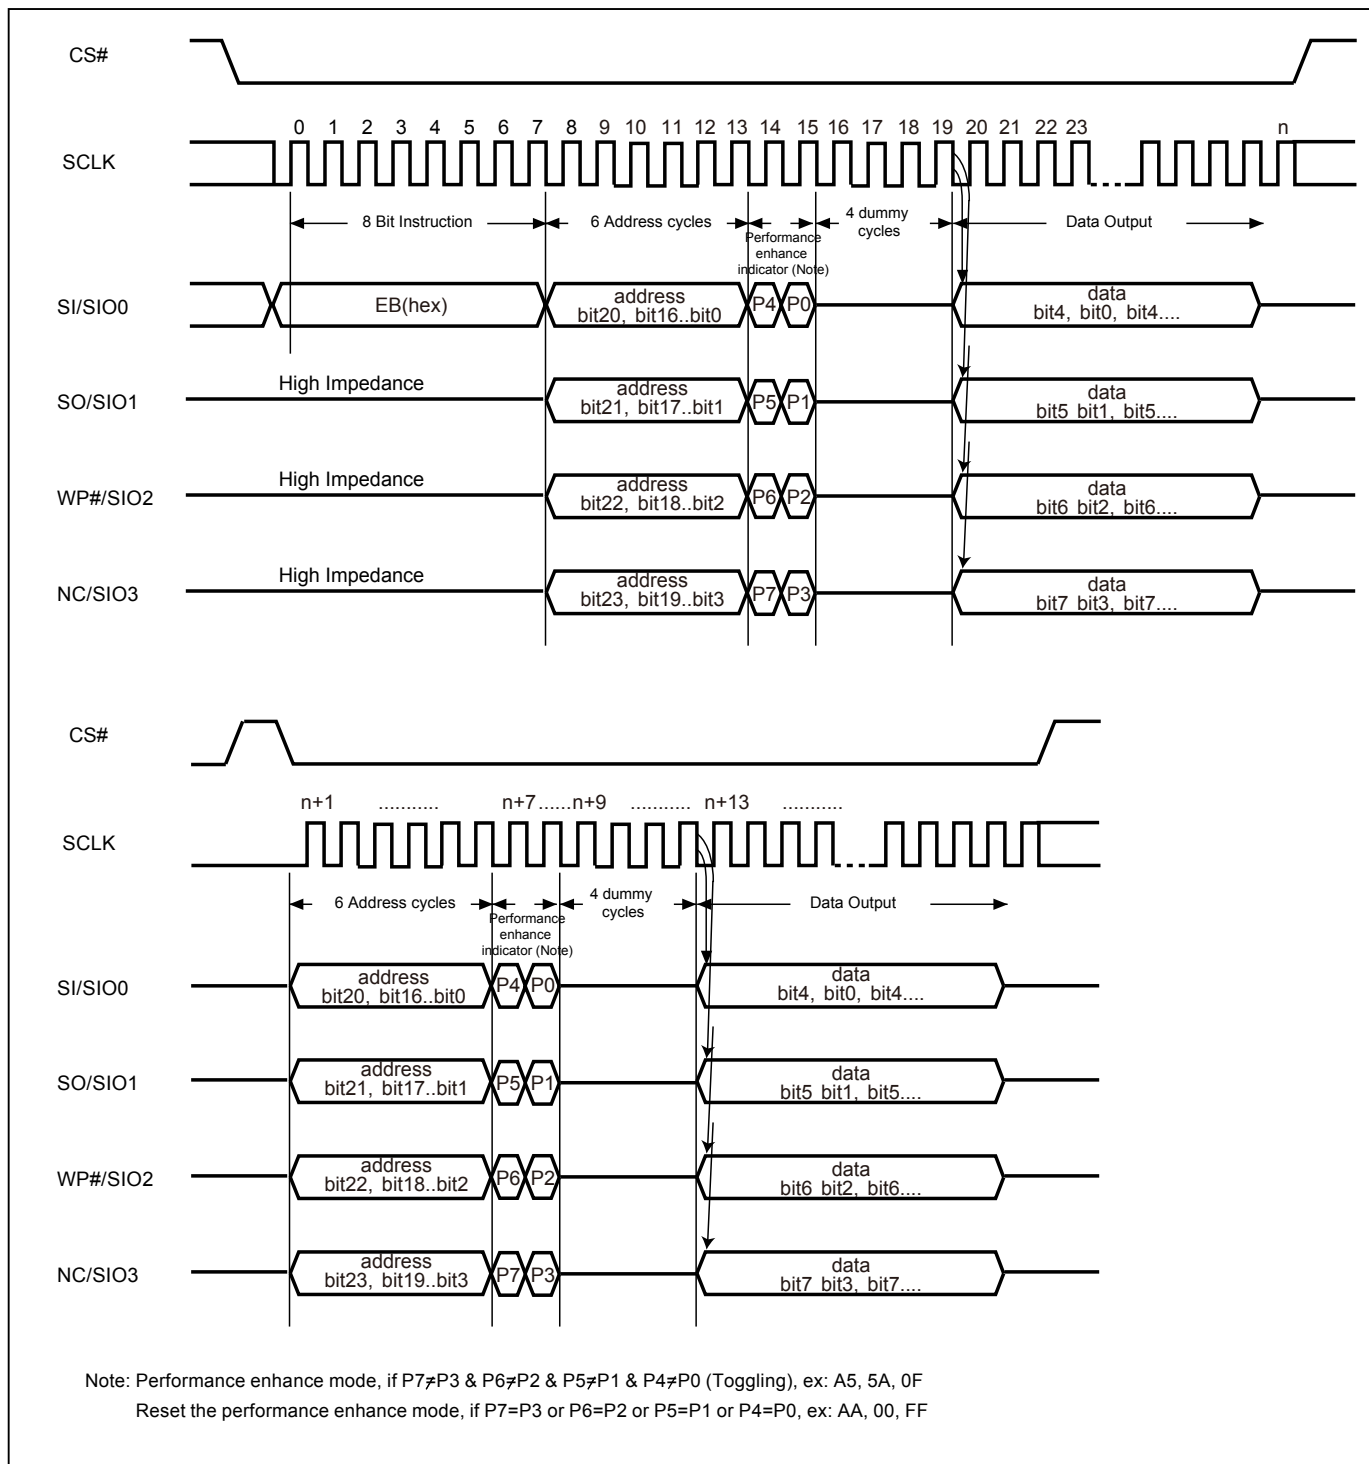 CS#
0 1 2 3 4 5 6 7 8 9 10 11 12 13 14 15 16 17 18 19 20 21 22 23 n
SCLK
8 Bit Instruction
6 Address cycles
Performance
enhance
indicator (Note)
4 dummy
cycles
Data Output
SI/SIO0
EB(hex)
address
bit20, bit16..bit0
P4 P0
data
bit4, bit0, bit4....
SO/SIO1
High Impedance
address
bit21, bit17..bit1
P5 P1
data
bit5 bit1, bit5....
WP#/SIO2
High Impedance
address
bit22, bit18..bit2
P6 P2
data
bit6 bit2, bit6....
NC/SIO3
High Impedance
address
bit23, bit19..bit3
P7 P3
data
bit7 bit3, bit7....
CS#
n+1 ........... n+7 ......n+9 ........... n+13 ...........
SCLK
6 Address cycles
Performance
enhance
indicator (Note)
4 dummy
cycles
Data Output
SI/SIO0
address
bit20, bit16..bit0
P4 P0
data
bit4, bit0, bit4....
SO/SIO1
address
bit21, bit17..bit1
P5 P1
data
bit5 bit1, bit5....
WP#/SIO2
address
bit22, bit18..bit2
P6 P2
data
bit6 bit2, bit6....
NC/SIO3
address
bit23, bit19..bit3
P7 P3
data
bit7 bit3, bit7....
Note: Performance enhance mode, if P7≠P3 & P6≠P2 & P5≠P1 & P4≠P0 (Toggling), ex: A5, 5A, 0F
Reset the performance enhance mode, if P7=P3 or P6=P2 or P5=P1 or P4=P0, ex: AA, 00, FF